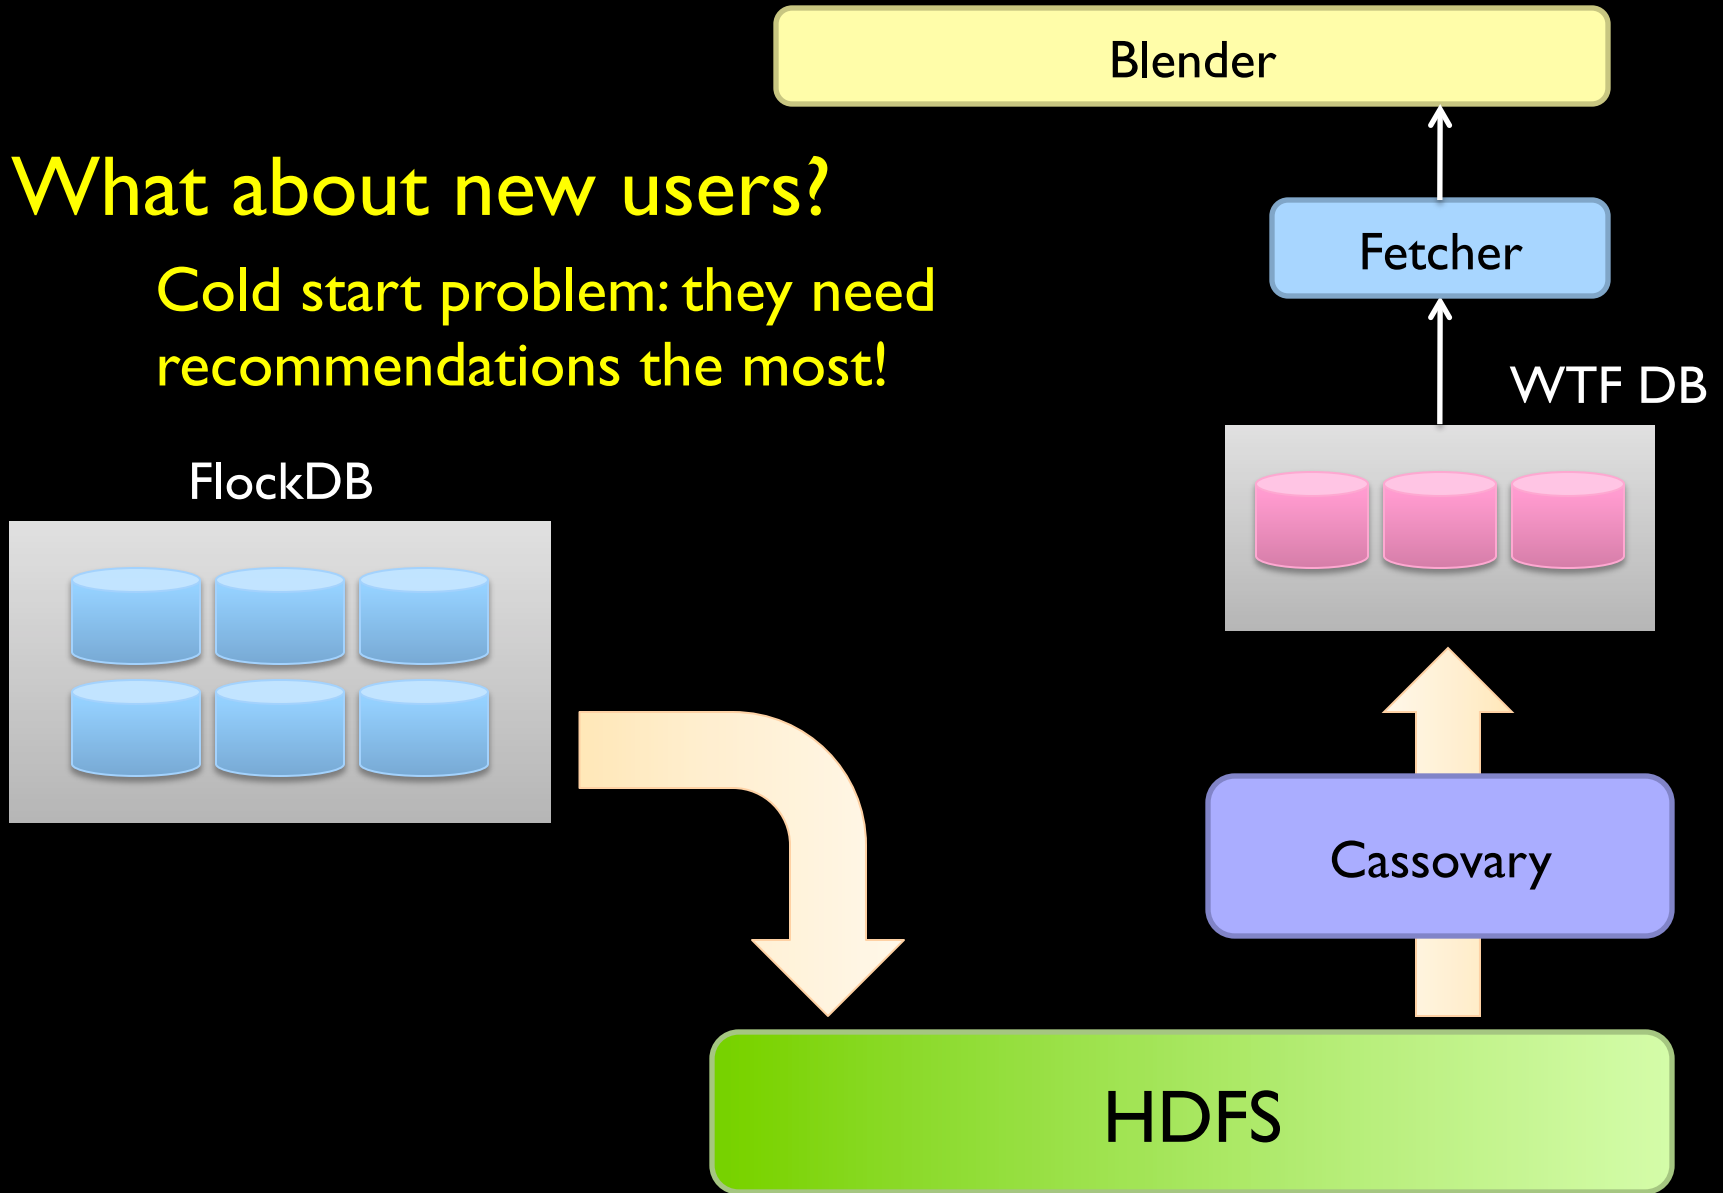 Blender
What about new users?
Fetcher
Cold start problem: they need
recommendations the most!
WTF DB
FlockDB
Cassovary
HDFS